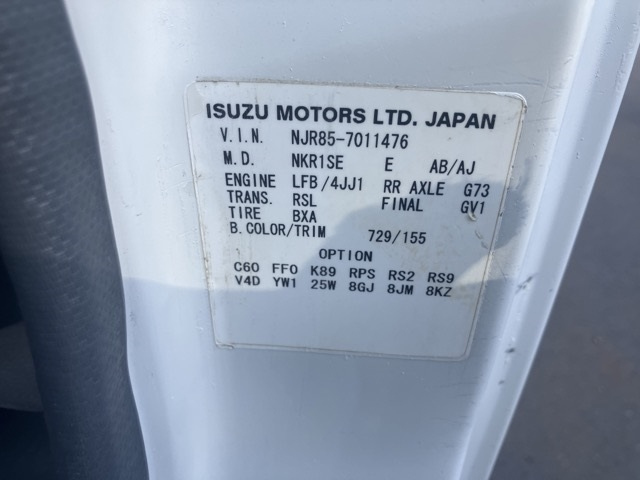 ISUZU MOTORS LTD. JAPAN
V.I.N. NJR85-7011476
M.D. NKR1SE E AB/AJ
ENGINE LFB/4JJ1 RR AXLE G73
TRANS. RSL FINAL GV1
TIRE BXA
B.COLOR/TRIM 729/155
OPTION
C60 FF0 K89 RPS RS2 RS9
V4D YW1 25W 8GJ 8JM 8KZ